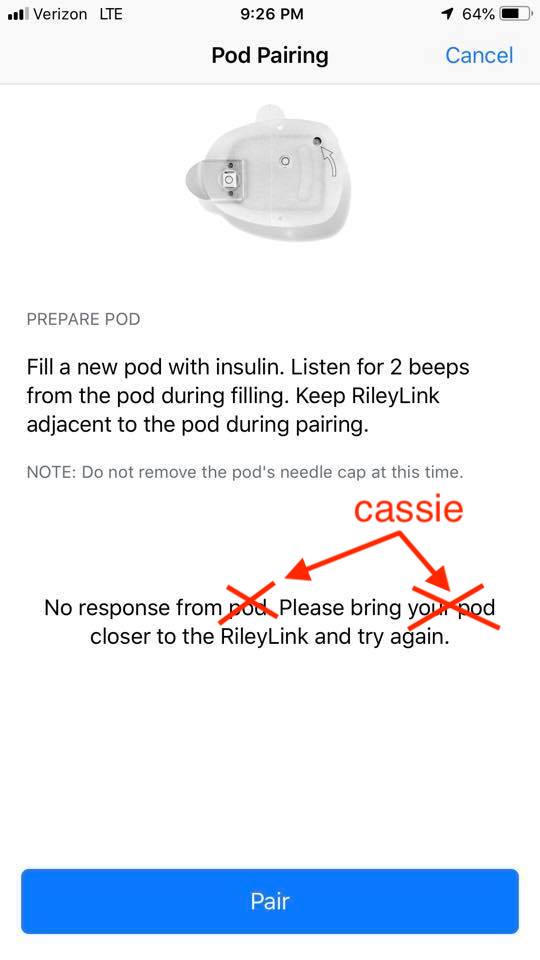 Verizon LTE 9:26 PM 64%
Pod Pairing Cancel
PREPARE POD
Fill a new pod with insulin. Listen for 2 beeps
from the pod during filling. Keep RileyLink
adjacent to the pod during pairing.
NOTE: Do not remove the pod's needle cap at this time.
cassie
No response from pod. Please bring your pod
closer to the RileyLink and try again.
Pair